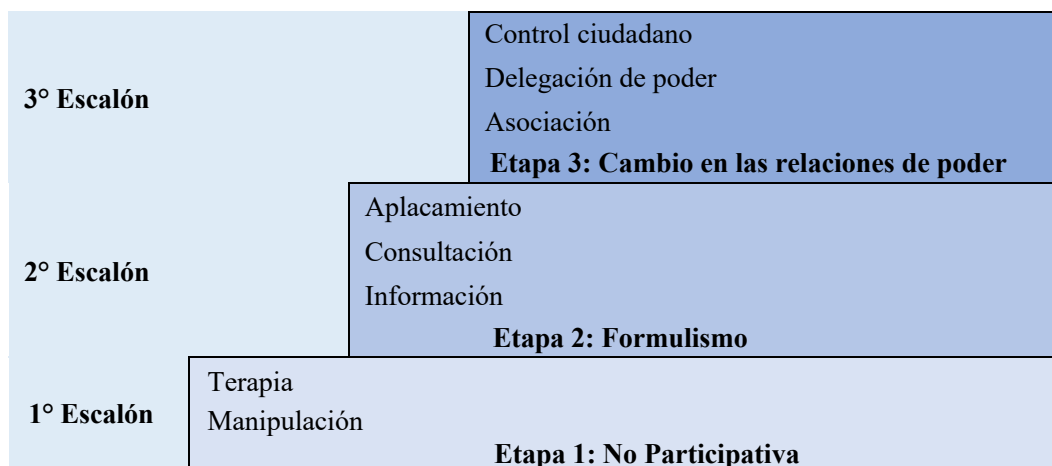 Control ciudadano
Delegación de poder
3° Escalón
Asociación
Etapa 3: Cambio en las relaciones de poder
Aplacamiento
Consultación
2° Escalón
Información
Etapa 2: Formulismo
Terapia
1° Escalón
Manipulación
Etapa 1: No Participativa